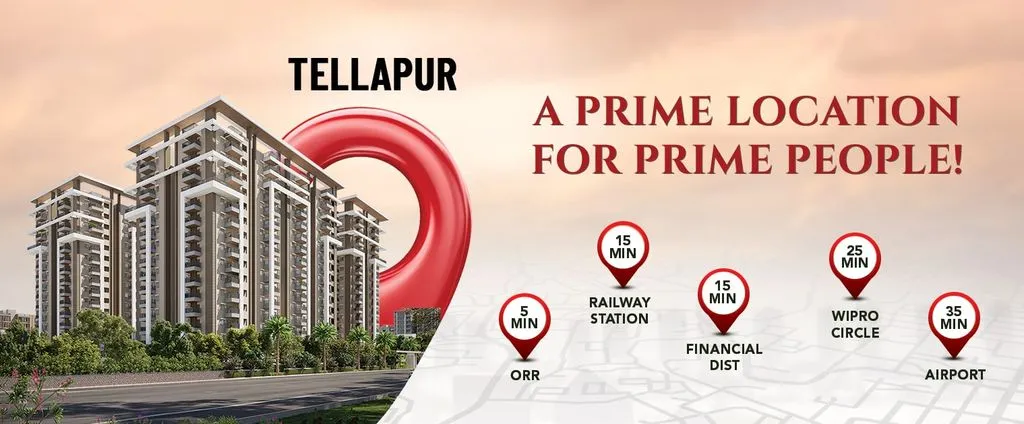 TELLAPUR
A PRIME LOCATION
FOR PRIME PEOPLE!
5
MIN
ORR
15
MIN
RAILWAY
STATION
15
MIN
FINANCIAL
DIST
25
MIN
WIPRO
CIRCLE
35
MIN
AIRPORT